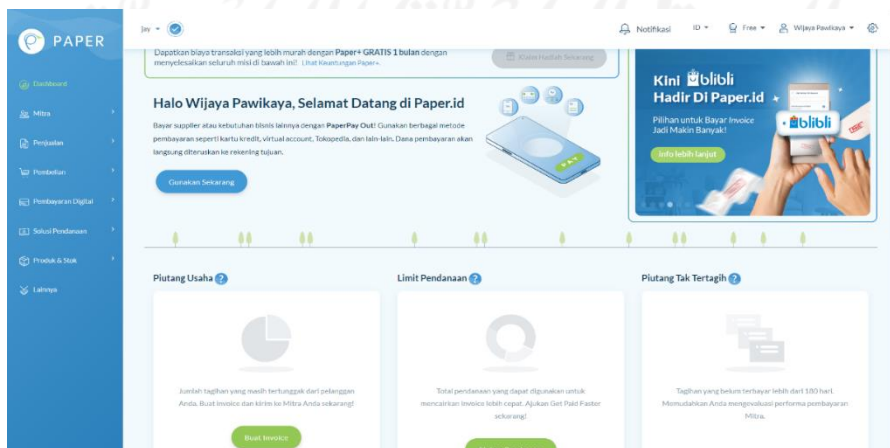 PAPER
jay
Notifikasi
ID
Free
Wijaya Pawikaya
Dashboard
Mitra
Penjualan
Pembelian
Pembayaran Digital
Solusi Pendanaan
Produk & Stok
Lainnya
Dapatkan biaya transaksi yang lebih murah dengan Paper+ GRATIS 1 bulan dengan
menyelesaikan seluruh misi di bawah ini! Lihat Keuntungan Paper+.
Klaim Hadiah Sekarang
Halo Wijaya Pawikaya, Selamat Datang di Paper.id
Bayar supplier atau kebutuhan bisnis lainnya dengan PaperPay Out! Gunakan berbagai metode
pembayaran seperti kartu kredit, virtual account, Tokopedia, dan lain-lain. Dana pembayaran akan
langsung diteruskan ke rekening tujuan.
Gunakan Sekarang
PAY
Kini blibli
Hadir Di Paper.id
Pilihan untuk Bayar Invoice
Jadi Makin Banyak!
Info lebih lanjut
blibli
Piutang Usaha
Jumlah tagihan yang masih tertunggak dari pelanggan
Anda. Buat invoice dan kirim ke Mitra Anda sekarang!
Buat Invoice
Limit Pendanaan
Total pendanaan yang dapat digunakan untuk
mencairkan invoice lebih cepat. Ajukan Get Paid Faster
sekarang!
Piutang Tak Tertagih
Tagihan yang belum terbayar lebih dari 180 hari.
Memudahkan Anda mengevaluasi performa pembayaran
Mitra.